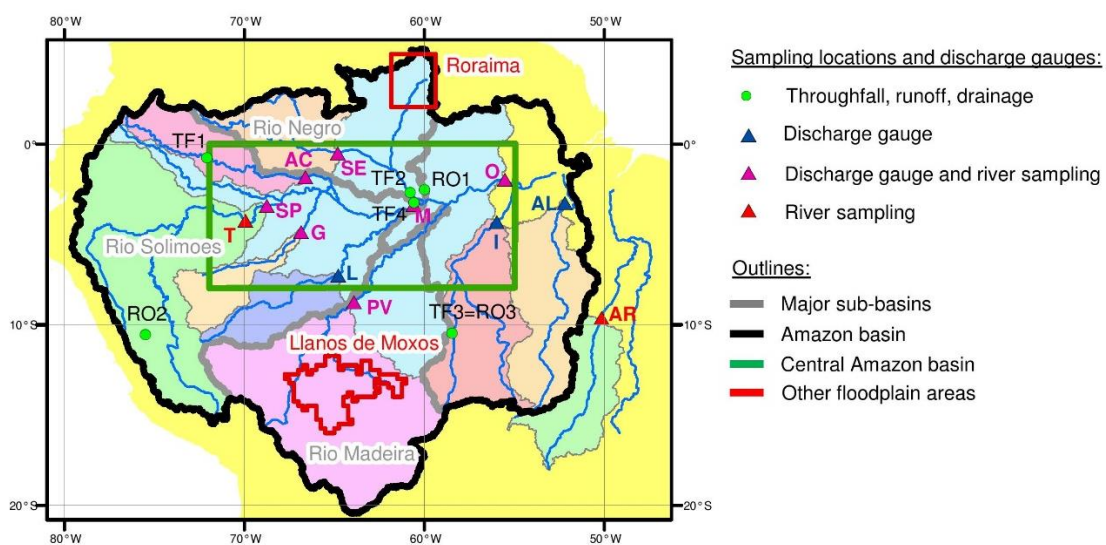 70°W
60°W
50°W
Roraima
0°
0°
Rio Negro
TF1
AC
SE
TF2
RO1
O
AL
SP
TF4
M
T
G
I
Rio Solimoes
L
PV
RO2
TF3=RO3
AR
10°S
10°S
Llanos de Moxos
Rio Madeira
20°S
20°S
80°W
70°W
60°W
50°W
Sampling locations and discharge gauges:
Throughfall, runoff, drainage
Discharge gauge
Discharge gauge and river sampling
River sampling
Outlines:
Major sub-basins
Amazon basin
Central Amazon basin
Other floodplain areas